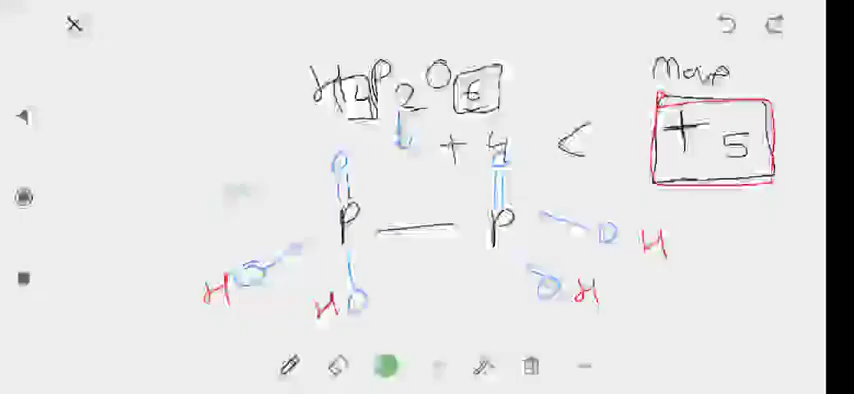 H4P2O6
+4 < +5
Max
O O
P — P
O H
H O H O O H